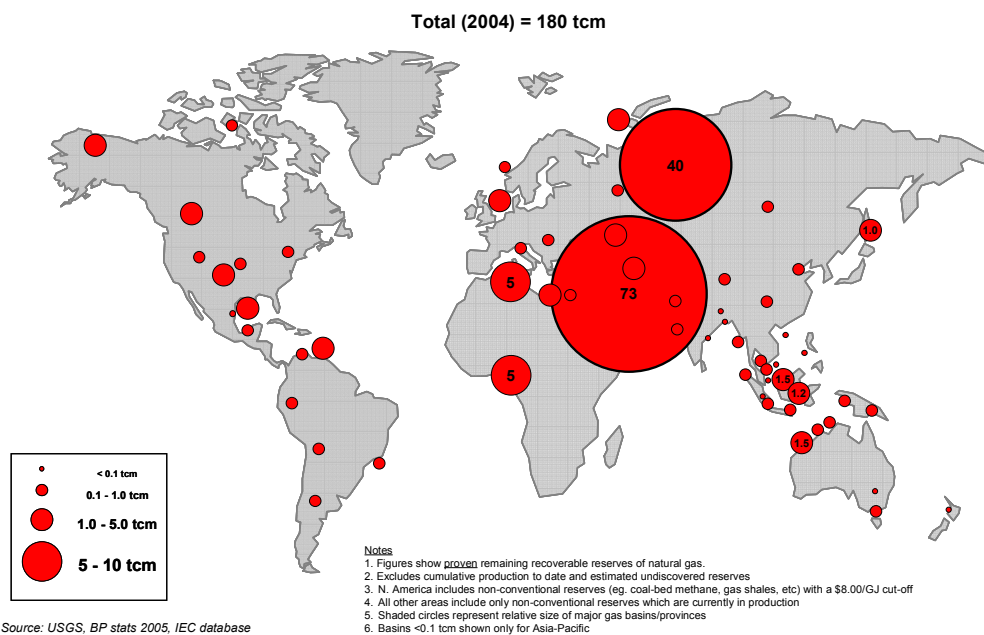 Total (2004) = 180 tcm
40
1.0
5
73
5
1.5
1.2
1.5
< 0.1 tcm
0.1 - 1.0 tcm
1.0 - 5.0 tcm
5 - 10 tcm
Notes
1. Figures show proven remaining recoverable reserves of natural gas.
2. Excludes cumulative production to date and estimated undiscovered reserves
3. N. America includes non-conventional reserves (eg. coal-bed methane, gas shales, etc) with a $8.00/GJ cut-off
4. All other areas include only non-conventional reserves which are currently in production
5. Shaded circles represent relative size of major gas basins/provinces
6. Basins <0.1 tcm shown only for Asia-Pacific
Source: USGS, BP stats 2005, IEC database